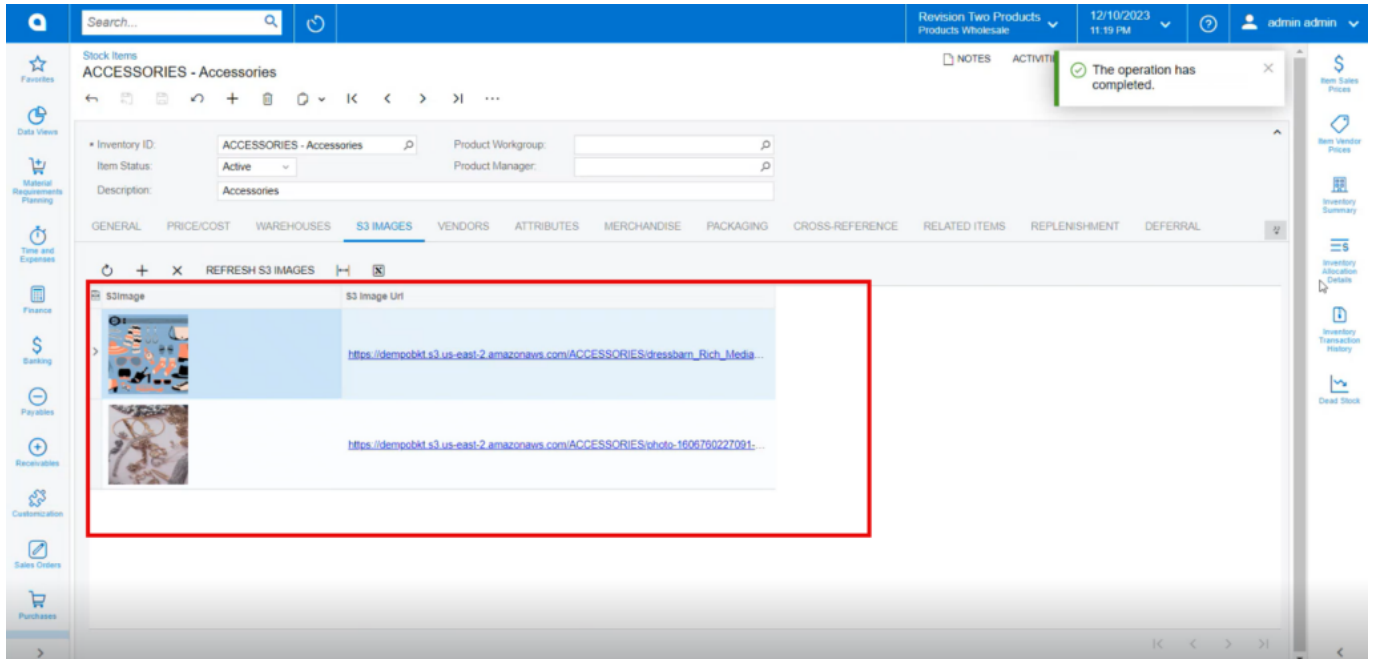 Search...
Revision Two Products
Products Wholesale
12/10/2023
11:19 PM
admin admin
Favorites
Data Views
Material
Requirements
Planning
Time and
Expenses
Finance
Banking
Payables
Receivables
Customization
Sales Orders
Purchases
Stock Items
ACCESSORIES - Accessories
NOTES
The operation has
completed.
Inventory ID:
ACCESSORIES - Accessories
Product Workgroup:
Item Status:
Active
Product Manager:
Description:
Accessories
GENERAL
PRICE/COST
WAREHOUSES
S3 IMAGES
VENDORS
ATTRIBUTES
MERCHANDISE
PACKAGING
CROSS-REFERENCE
RELATED ITEMS
REPLENISHMENT
DEFERRAL
REFRESH S3 IMAGES
S3Image
S3 Image Url
https://dempobkt.s3.us-east-2.amazonaws.com/ACCESSORIES/dressbarn_Rich_Media...
https://dempobkt.s3.us-east-2.amazonaws.com/ACCESSORIES/photo-1606760227091-...
Item Sales
Prices
Item Vendor
Prices
Inventory
Summary
Inventory
Allocation
Details
Inventory
Transaction
History
Dead Stock